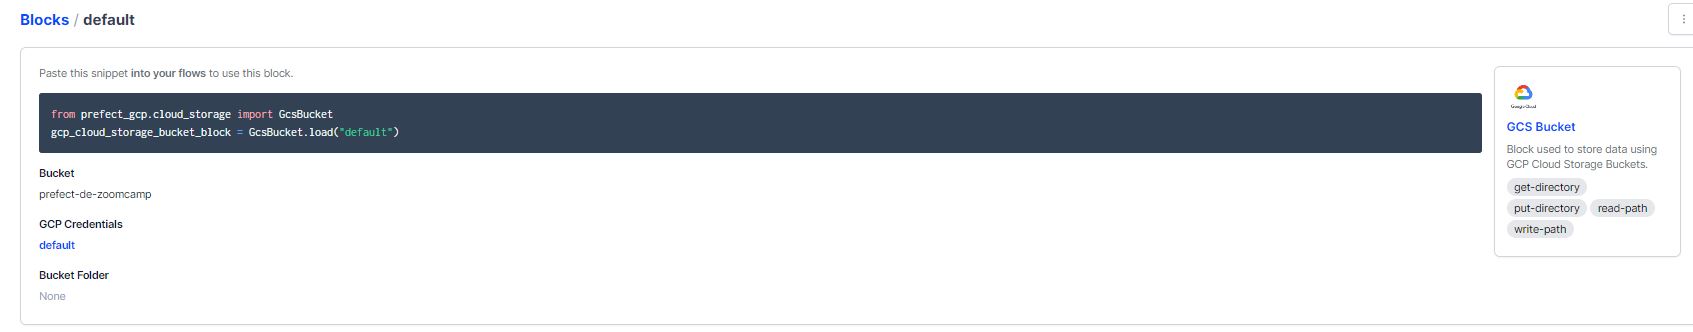 Blocks / default
Paste this snippet into your flows to use this block.
from prefect_gcp.cloud_storage import GcsBucket
gcp_cloud_storage_bucket_block = GcsBucket.load("default")
Bucket
prefect-de-zoomcamp
GCP Credentials
default
Bucket Folder
None
Google Cloud
GCS Bucket
Block used to store data using
GCP Cloud Storage Buckets.
get-directory
put-directory read-path
write-path